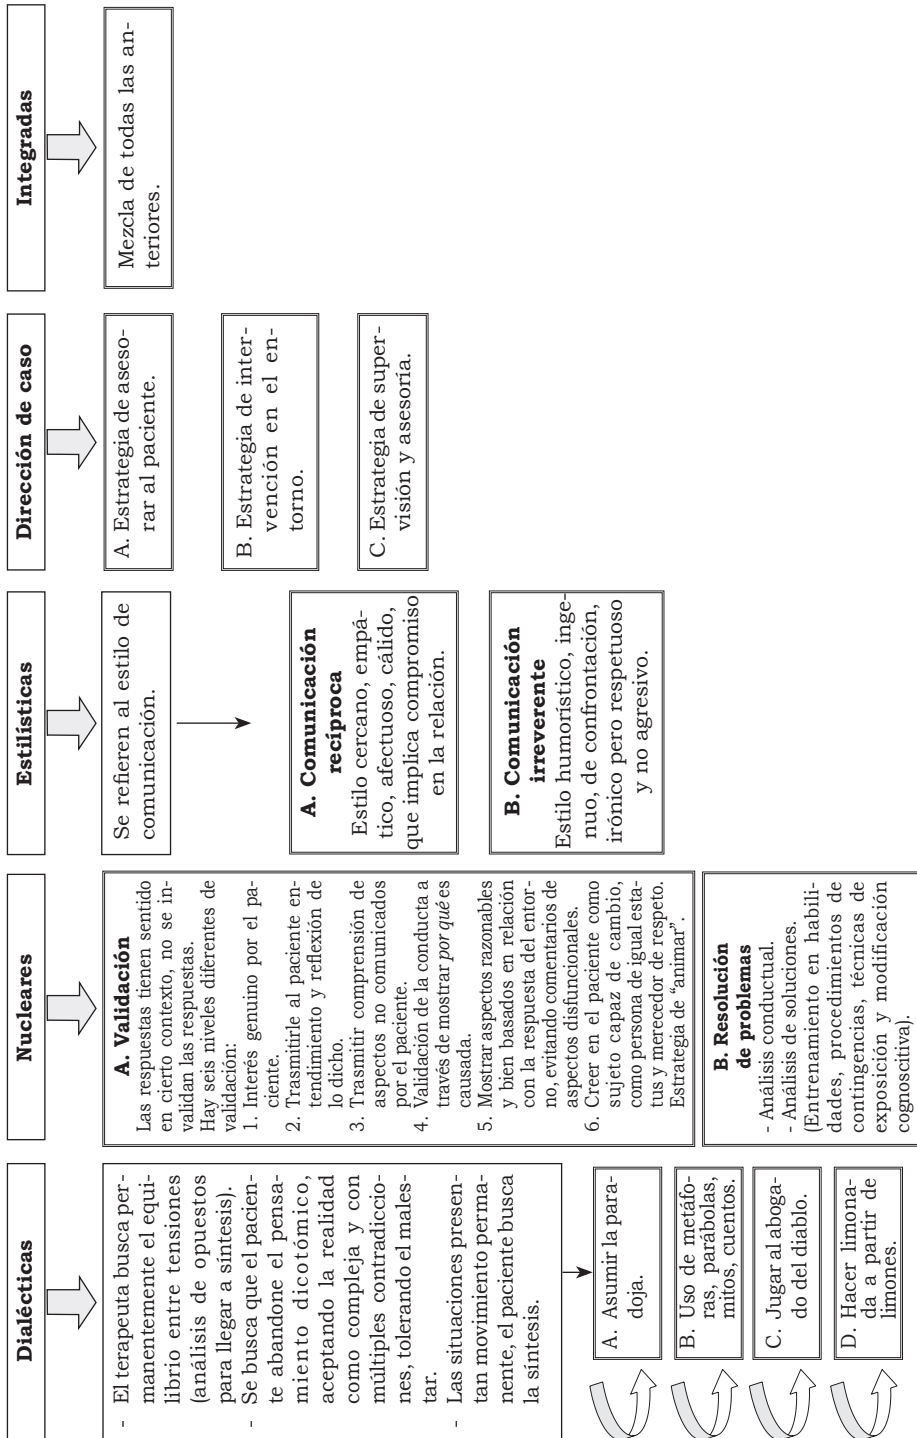 Dialécticas
- El terapeuta busca per-
manentemente el equi-
librio entre tensiones
(análisis de opuestos
para llegar a síntesis).
- Se busca que el pacien-
te abandone el pensa-
miento dicotómico,
aceptando la realidad
como compleja y con
múltiples contradiccio-
nes, tolerando el males-
tar.
- Las situaciones presen-
tan movimiento perma-
nente, el paciente busca
la síntesis.
A. Asumir la para-
doja.
B. Uso de metáfo-
ras, parábolas,
mitos, cuentos.
C. Jugar al aboga-
do del diablo.
D. Hacer limona-
da a partir de
limones.
Nucleares
A. Validación
Las respuestas tienen sentido
en cierto contexto, no se in-
validan las respuestas.
Hay seis niveles diferentes de
validación:
1. Interés genuino por el pa-
ciente.
2. Trasmitirle al paciente en-
tendimiento y reflexión de
lo dicho.
3. Trasmitir comprensión de
aspectos no comunicados
por el paciente.
4. Validación de la conducta a
través de mostrar por qué es
causada.
5. Mostrar aspectos razonables
y bien basados en relación
con la respuesta del entor-
no, evitando comentarios de
aspectos disfuncionales.
6. Creer en el paciente como
sujeto capaz de cambio,
como persona de igual esta-
tus y merecedor de respeto.
Estrategia de “animar”.
B. Resolución
de problemas
- Análisis conductual.
- Análisis de soluciones.
(Entrenamiento en habili-
dades, procedimientos de
contingencias, técnicas de
exposición y modificación
cognoscitiva).
Estilísticas
Se refieren al estilo de
comunicación.
A. Comunicación
recíproca
Estilo cercano, empá-
tico, afectuoso, cálido,
que implica compromiso
en la relación.
B. Comunicación
irreverente
Estilo humorístico, inge-
nuo, de confrontación,
irónico pero respetuoso
y no agresivo.
Dirección de caso
A. Estrategia de aseso-
rar al paciente.
B. Estrategia de inter-
vención en el en-
torno.
C. Estrategia de super-
visión y asesoría.
Integradas
Mezcla de todas las an-
teriores.